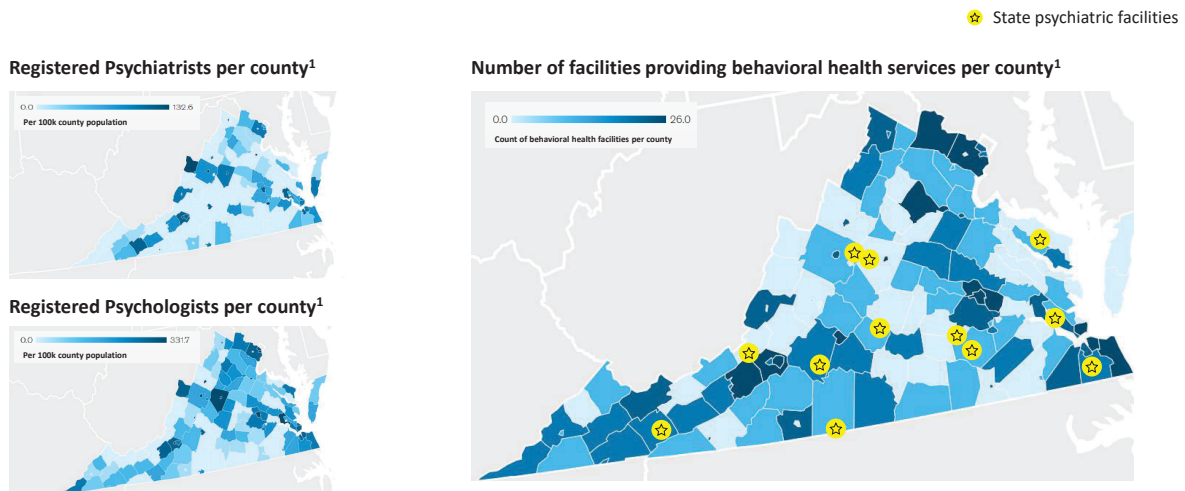 State psychiatric facilities
Registered Psychiatrists per county1
0.0 132.6
Per 100k county population
Registered Psychologists per county1
0.0 331.7
Per 100k county population
Number of facilities providing behavioral health services per county1
0.0 26.0
Count of behavioral health facilities per county